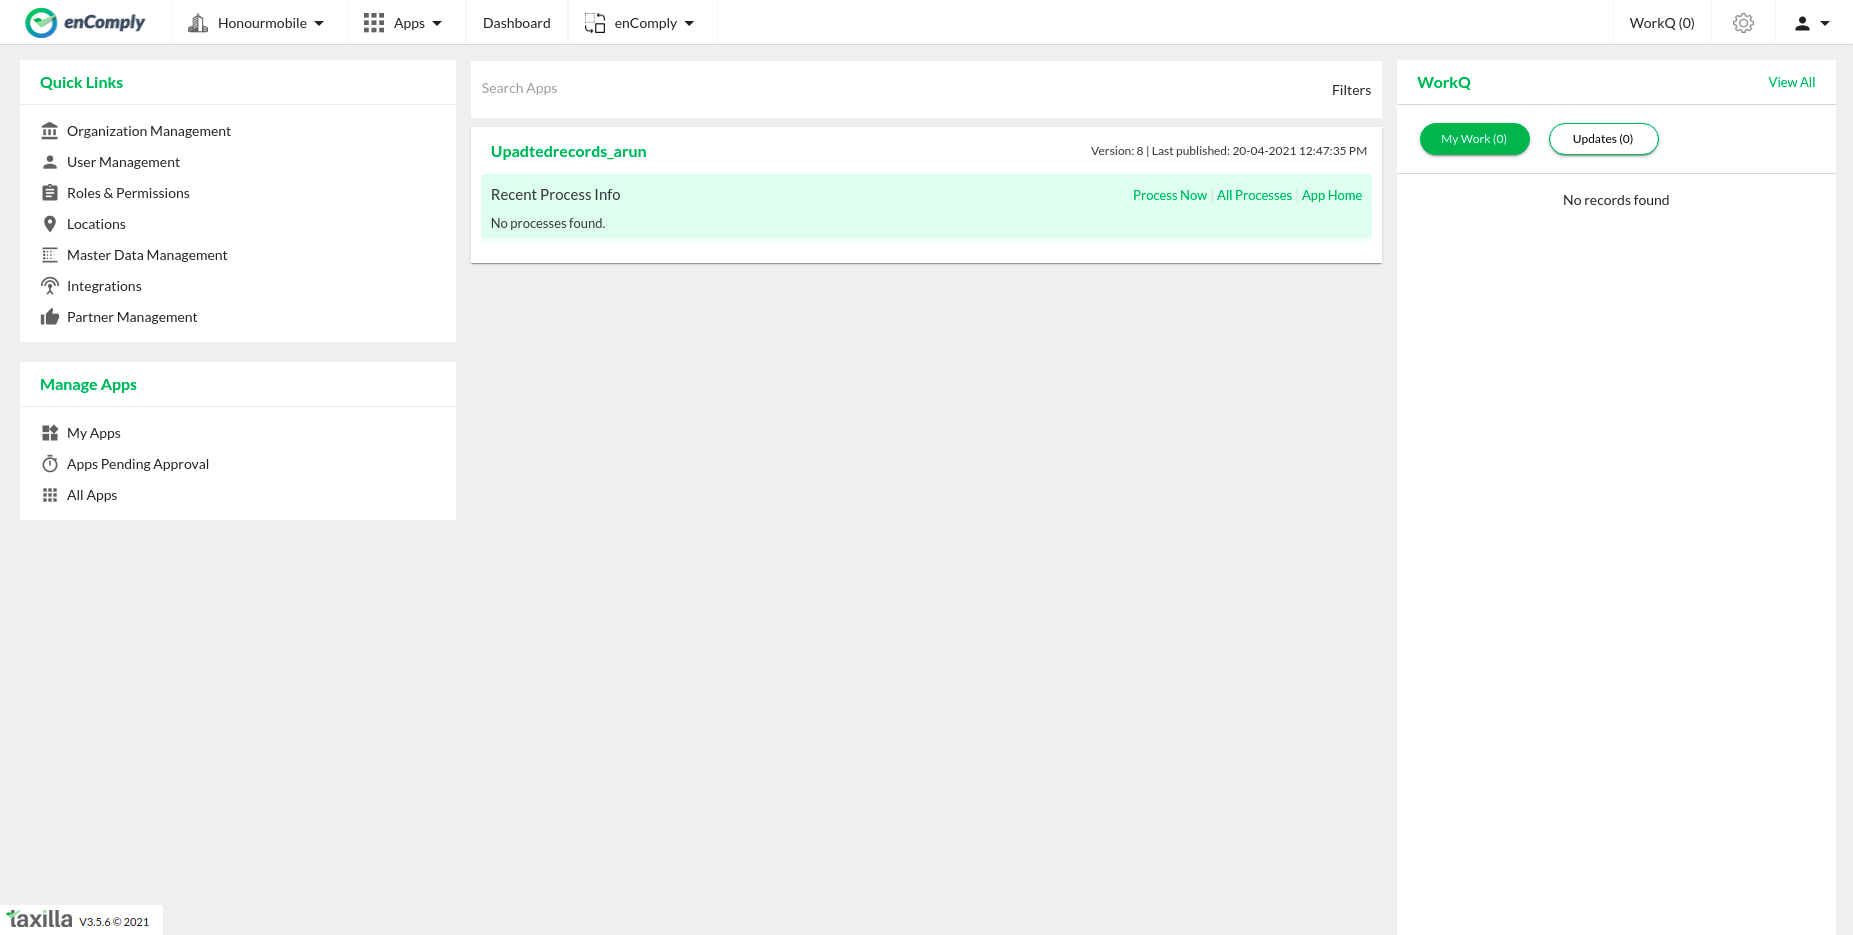 enComply
Honourmobile
Apps
Dashboard
enComply
WorkQ (0)
Quick Links
Organization Management
User Management
Roles & Permissions
Locations
Master Data Management
Integrations
Partner Management
Manage Apps
My Apps
Apps Pending Approval
All Apps
Search Apps
Filters
Upadtedrecords_arun
Version: 8 | Last published: 20-04-2021 12:47:35 PM
Recent Process Info
Process Now | All Processes | App Home
No processes found.
WorkQ
View All
My Work (0)
Updates (0)
No records found
taxilla V3.5.6 © 2021